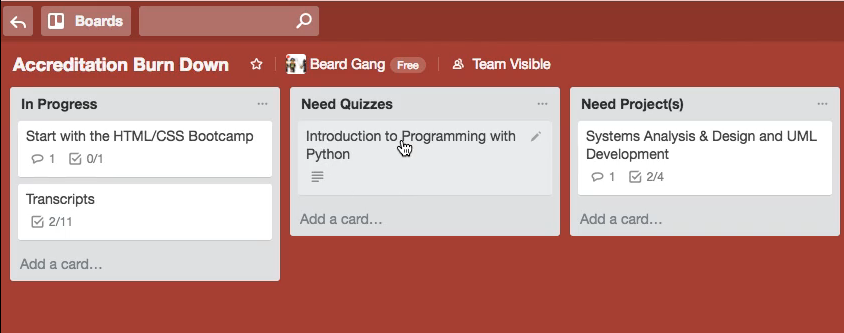 Boards
Accreditation Burn Down
Beard Gang Free
Team Visible
In Progress
Start with the HTML/CSS Bootcamp
1 0/1
Transcripts
2/11
Add a card…
Need Quizzes
Introduction to Programming with
Python
Add a card…
Need Project(s)
Systems Analysis & Design and UML
Development
1 2/4
Add a card…